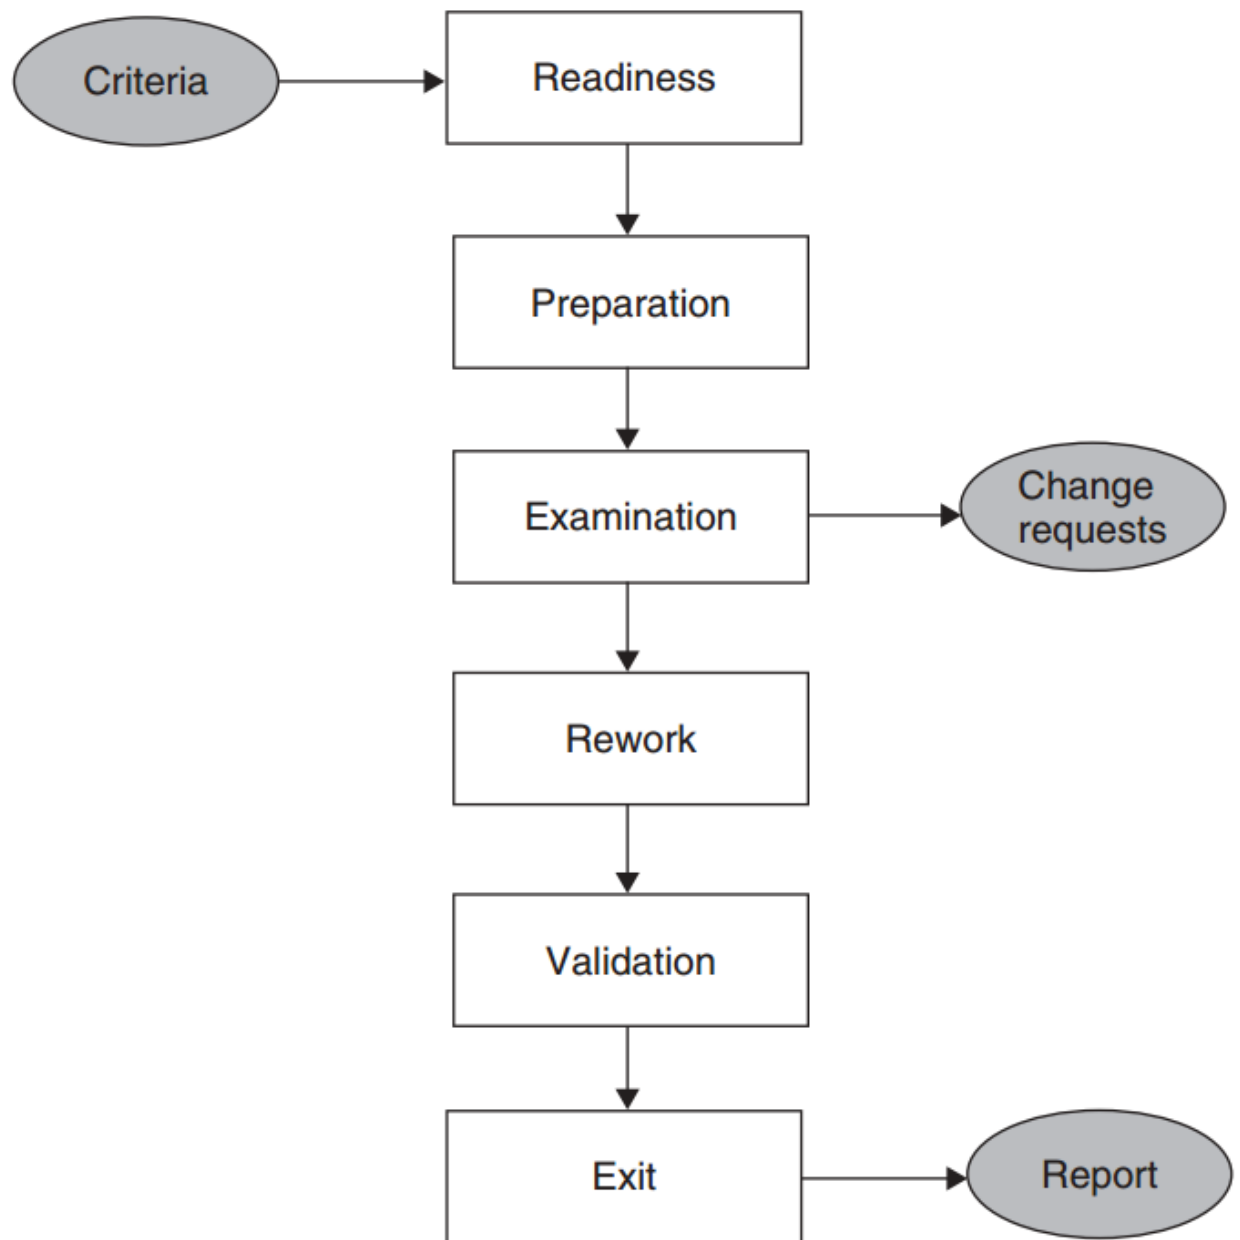 Criteria
Readiness
Preparation
Examination
Change
requests
Rework
Validation
Exit
Report